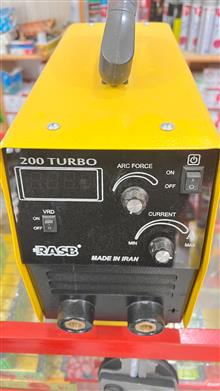 200 TURBO
ARC FORCE
ON
OFF
VRD
ON
OFF
CURRENT
MIN
MAX
RASB
MADE IN IRAN